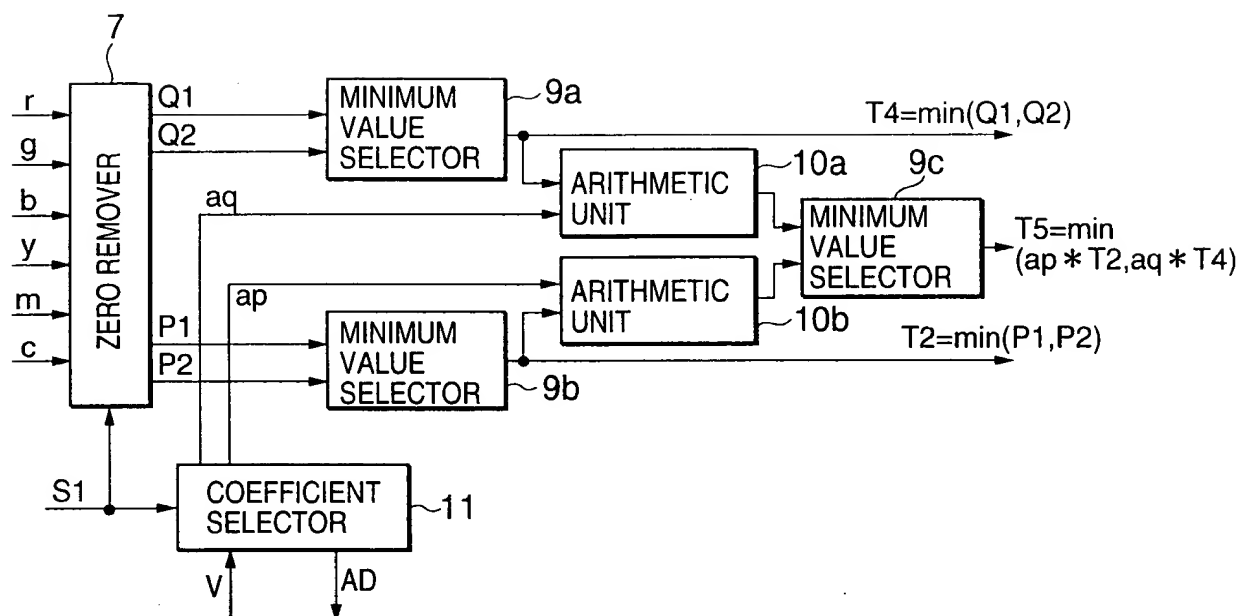 7
r
g
b
y
m
c
ZERO REMOVER
Q1
Q2
P1
P2
MINIMUM
VALUE
SELECTOR
9a
T4=min(Q1,Q2)
aq
ap
ARITHMETIC
UNIT
10a
9c
MINIMUM
VALUE
SELECTOR
T5=min
(ap*T2,aq*T4)
ARITHMETIC
UNIT
10b
MINIMUM
VALUE
SELECTOR
9b
T2=min(P1,P2)
S1
COEFFICIENT
SELECTOR
11
V
AD